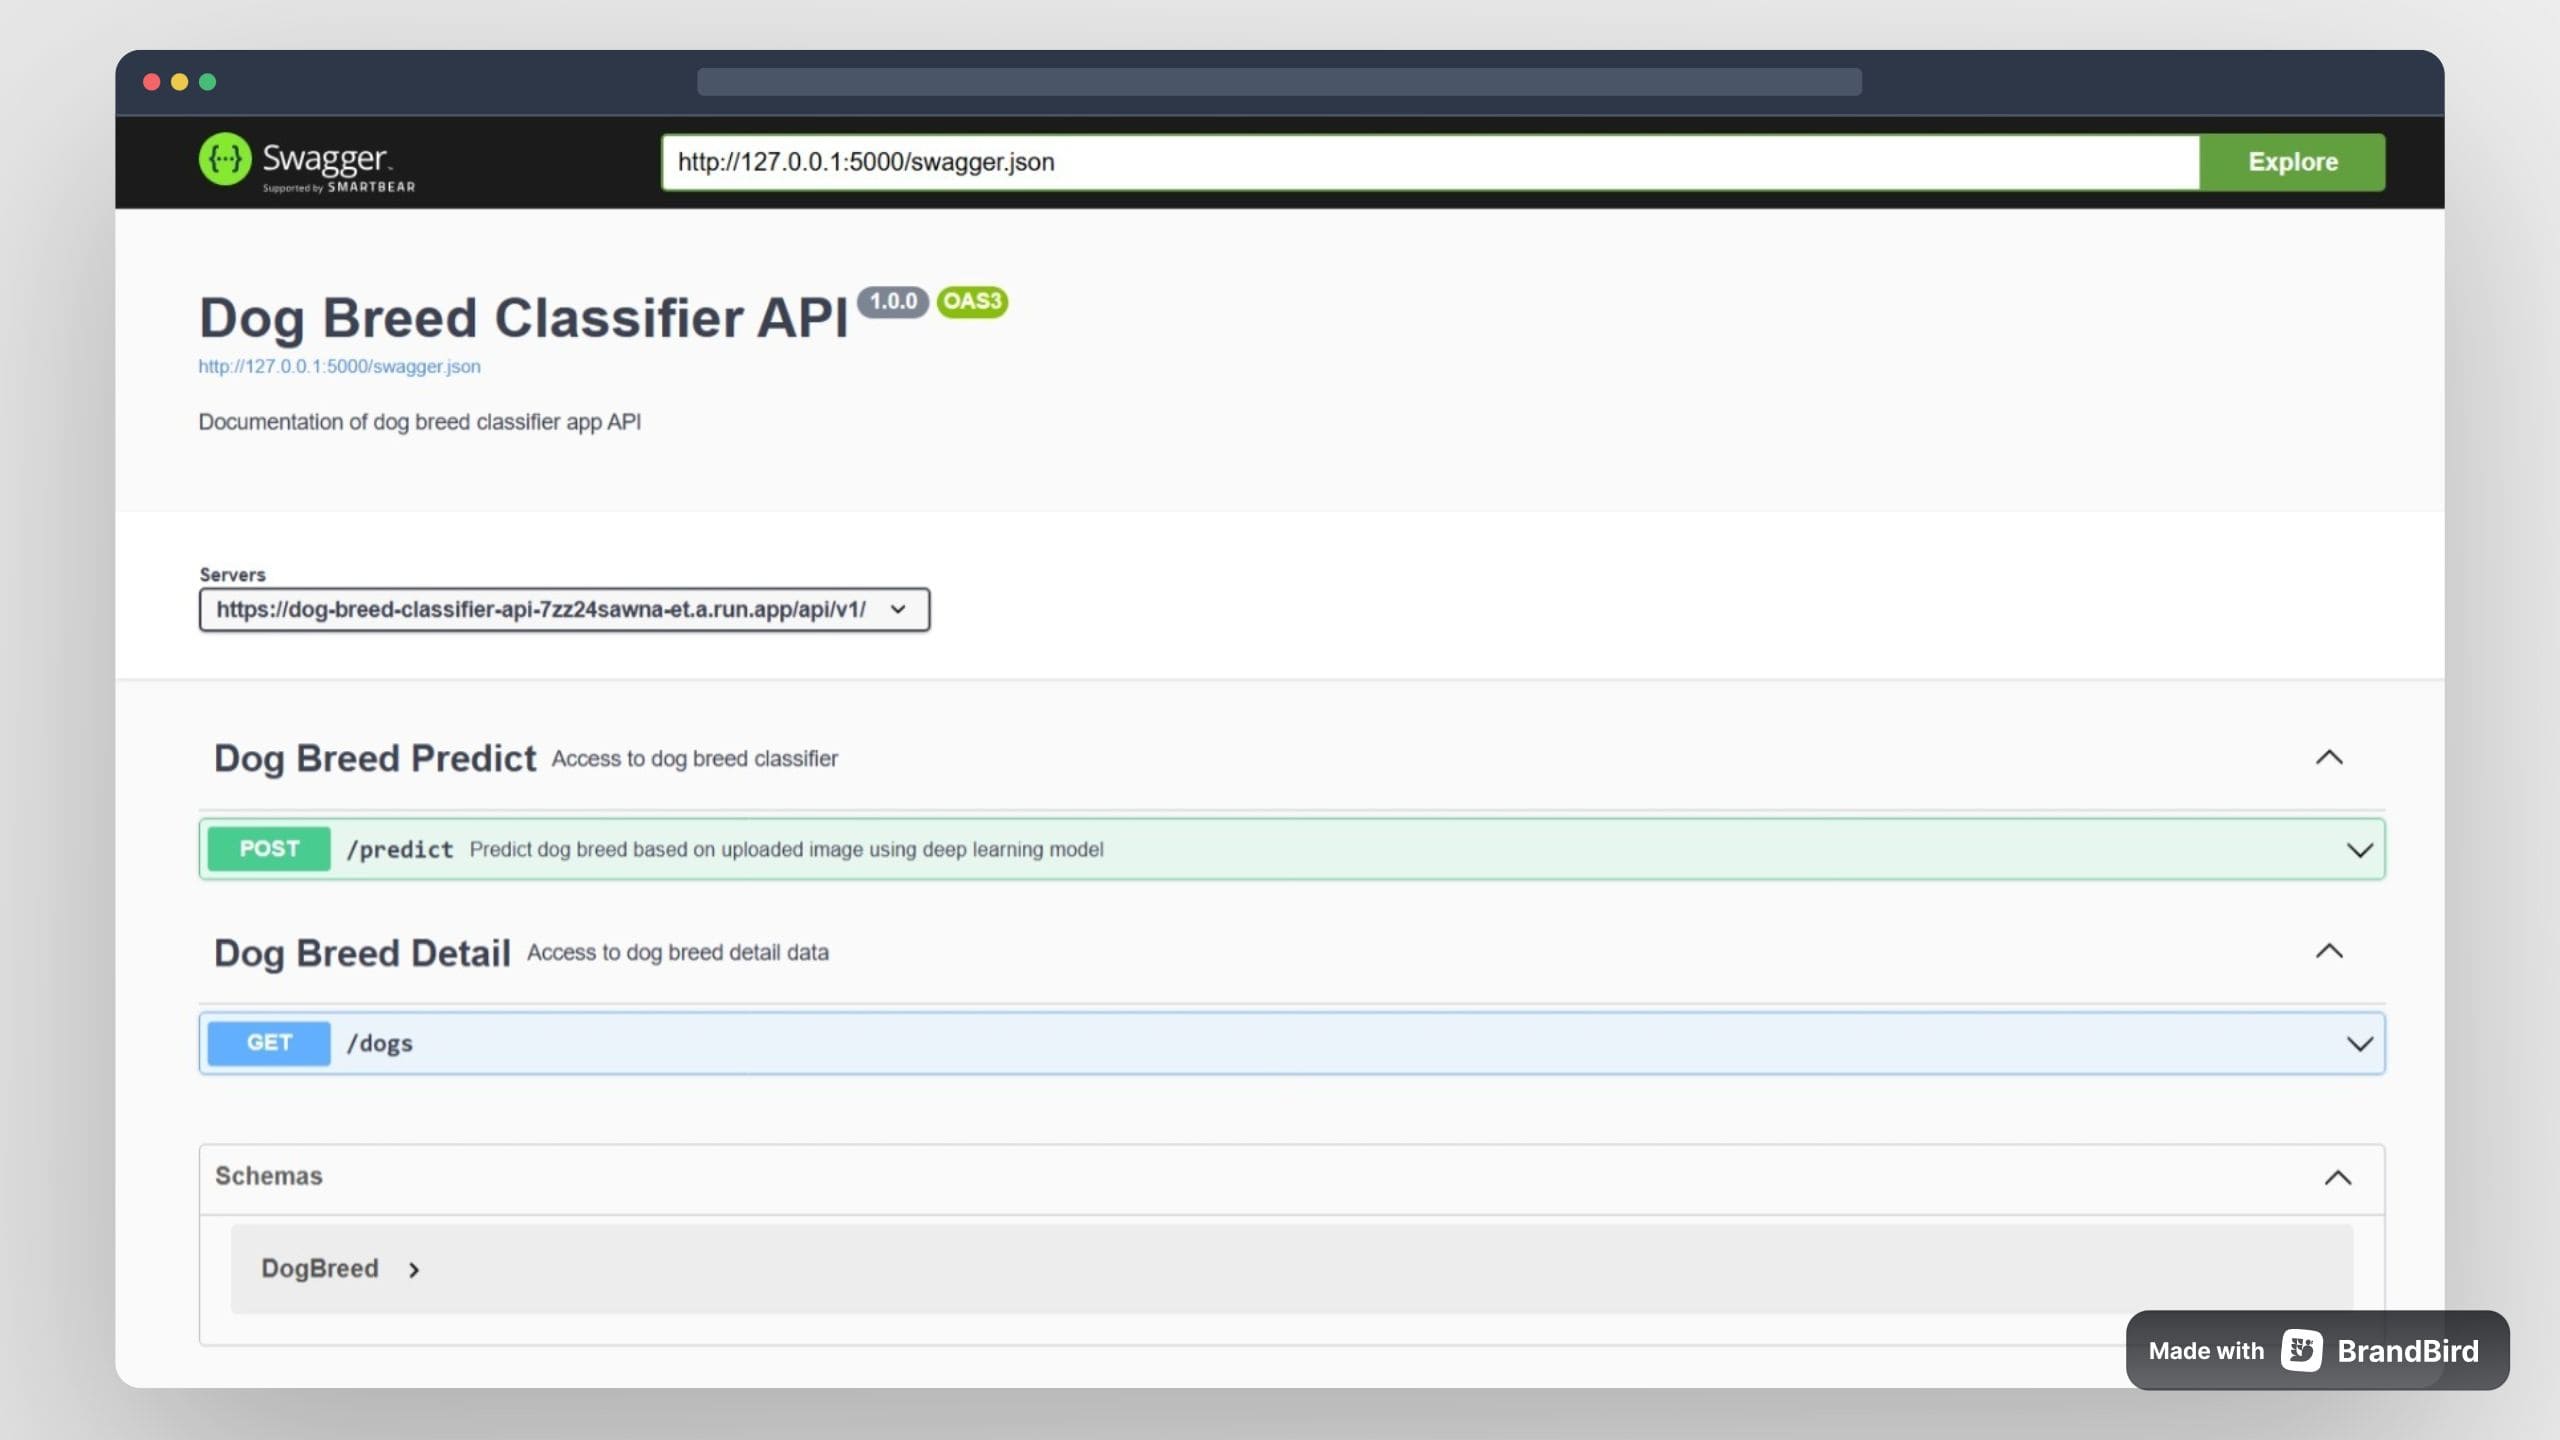 Swagger
Supported by SMARTBEAR
http://127.0.0.1:5000/swagger.json
Explore
Dog Breed Classifier API 1.0.0 OAS3
http://127.0.0.1:5000/swagger.json
Documentation of dog breed classifier app API
Servers
https://dog-breed-classifier-api-7zz24sawna-et.a.run.app/api/v1/
Dog Breed Predict Access to dog breed classifier
POST /predict Predict dog breed based on uploaded image using deep learning model
Dog Breed Detail Access to dog breed detail data
GET /dogs
Schemas
DogBreed
Made with BrandBird